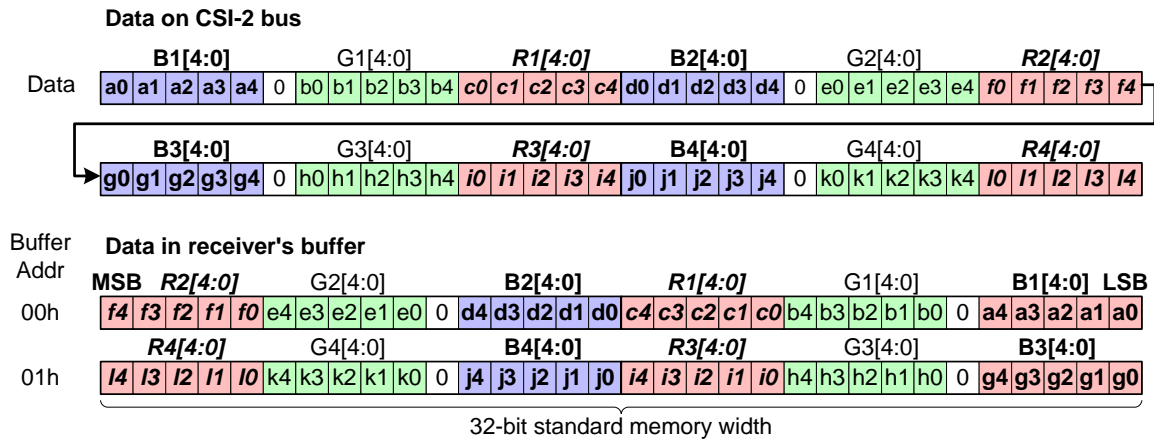 Data on CSI-2 bus
B1[4:0] G1[4:0] R1[4:0] B2[4:0] G2[4:0] R2[4:0]
Data a0 a1 a2 a3 a4 0 b0 b1 b2 b3 b4 c0 c1 c2 c3 c4 d0 d1 d2 d3 d4 0 e0 e1 e2 e3 e4 f0 f1 f2 f3 f4
B3[4:0] G3[4:0] R3[4:0] B4[4:0] G4[4:0] R4[4:0]
g0 g1 g2 g3 g4 0 h0 h1 h2 h3 h4 i0 i1 i2 i3 i4 j0 j1 j2 j3 j4 0 k0 k1 k2 k3 k4 l0 l1 l2 l3 l4
Buffer Addr
Data in receiver's buffer
MSB R2[4:0] G2[4:0] B2[4:0] R1[4:0] G1[4:0] B1[4:0] LSB
00h f4 f3 f2 f1 f0 e4 e3 e2 e1 e0 0 d4 d3 d2 d1 d0 c4 c3 c2 c1 c0 b4 b3 b2 b1 b0 0 a4 a3 a2 a1 a0
R4[4:0] G4[4:0] B4[4:0] R3[4:0] G3[4:0] B3[4:0]
01h l4 l3 l2 l1 l0 k4 k3 k2 k1 k0 0 j4 j3 j2 j1 j0 i4 i3 i2 i1 i0 h4 h3 h2 h1 h0 0 g4 g3 g2 g1 g0
32-bit standard memory width